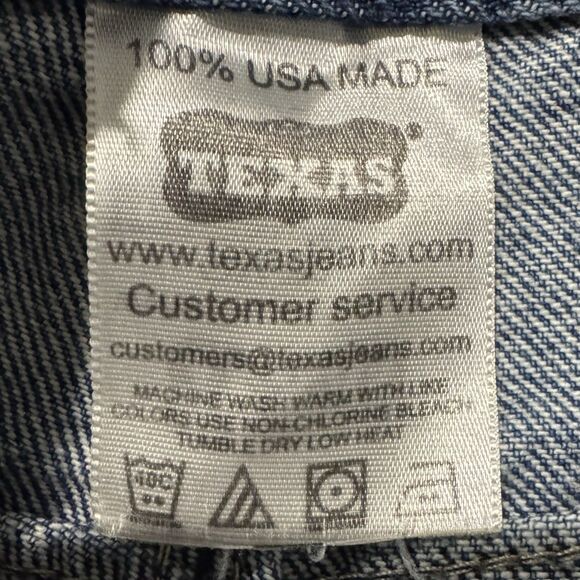 100% USA MADE
TEXAS
www.texasjeans.com
Customer service
customers@texasjeans.com
MACHINE WASH WARM WITH LIKE
COLORS USE NON-CHLORINE BLEACH
TUMBLE DRY LOW HEAT